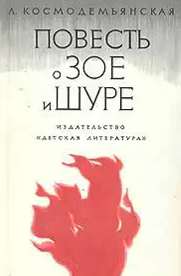 Л. КОСМОДЕМЬЯНСКАЯ
ПОВЕСТЬ
о ЗОЕ
и ШУРЕ
ИЗДАТЕЛЬСТВО
«ДЕТСКАЯ ЛИТЕРАТУРА»